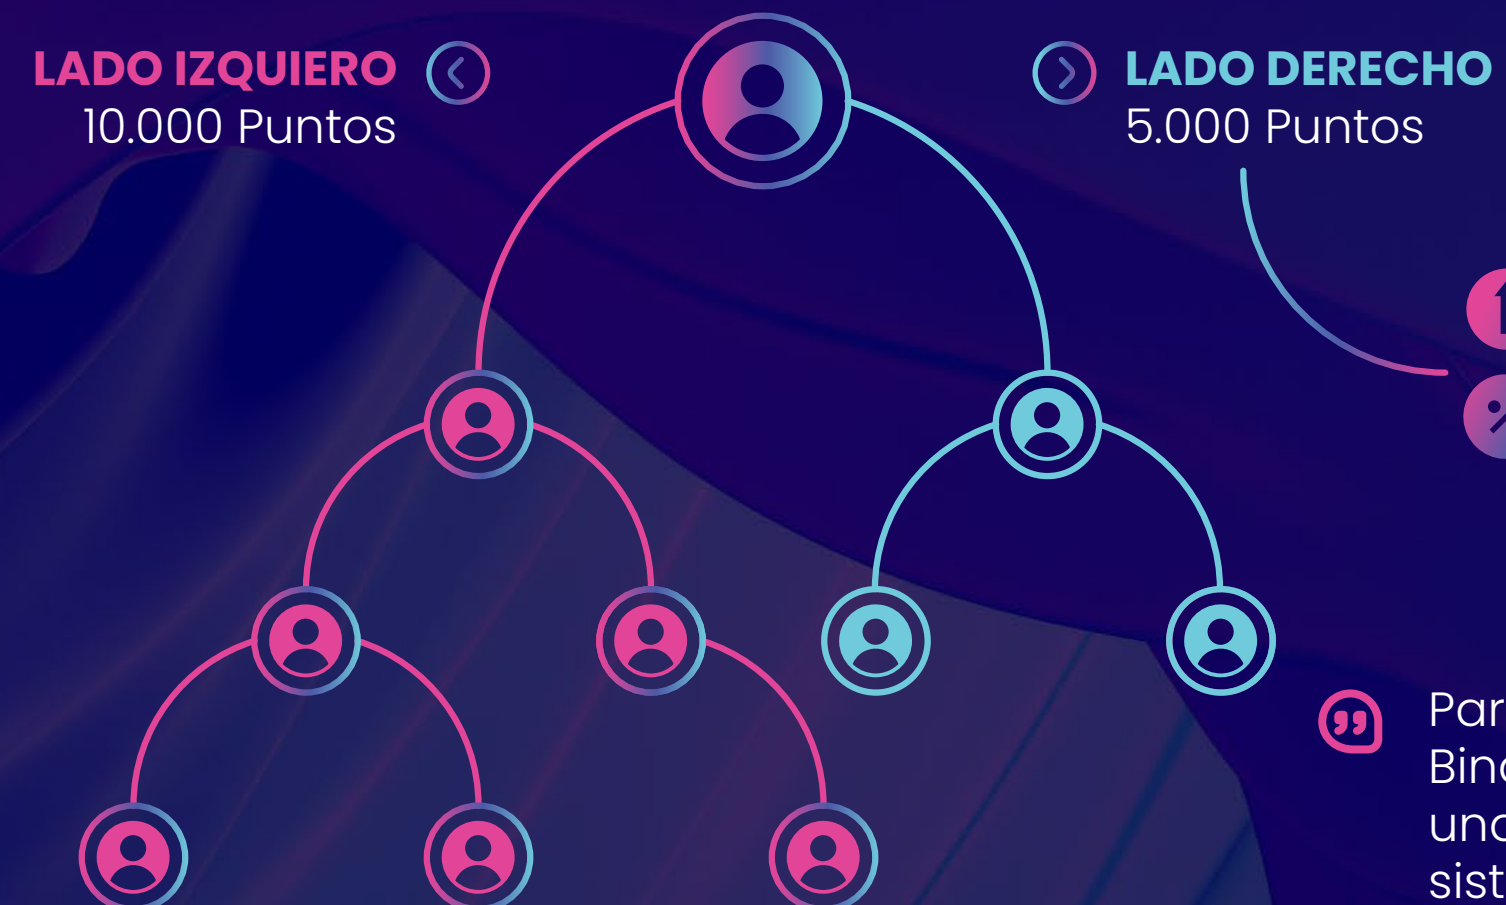 LADO IZQUIERO
10.000 Puntos
LADO DERECHO
5.000 Puntos